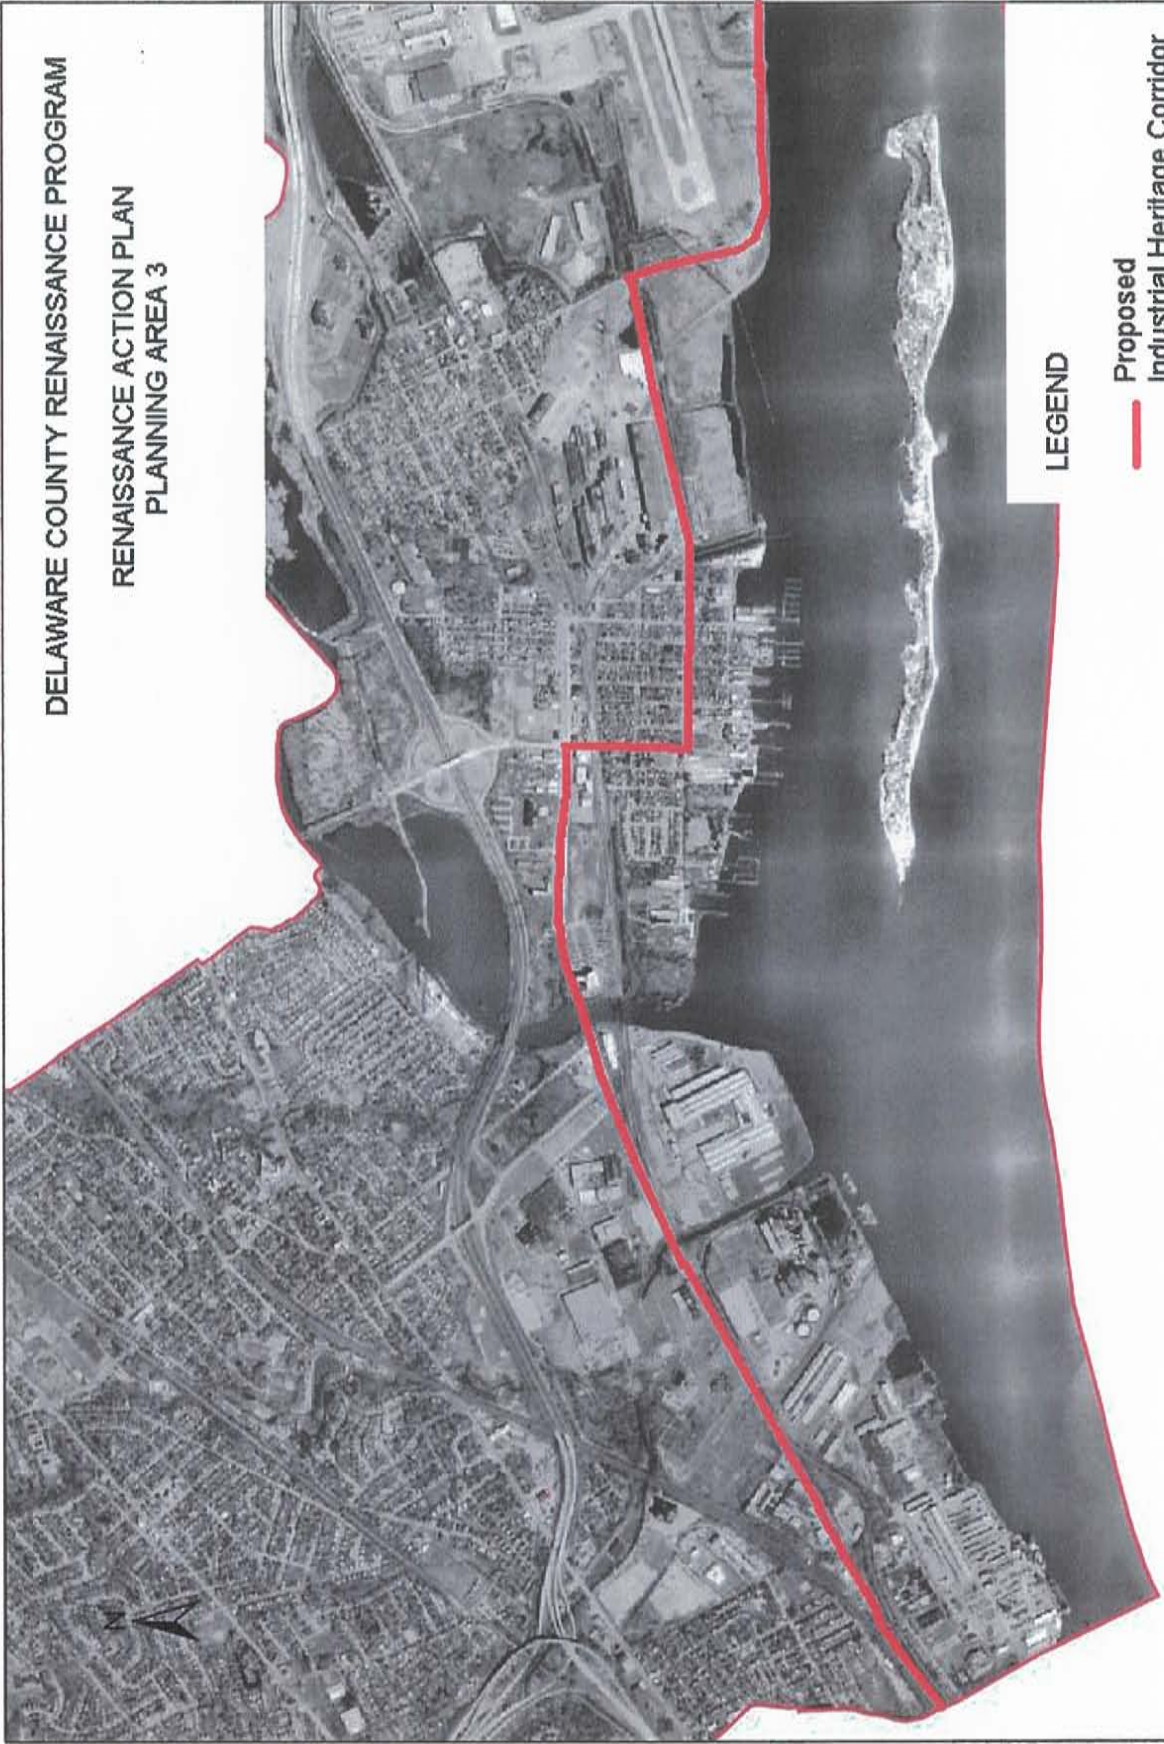 DELAWARE COUNTY RENAISSANCE PROGRAM
RENAISSANCE ACTION PLAN
PLANNING AREA 3
N
LEGEND
Proposed
Industrial Heritage Corridor